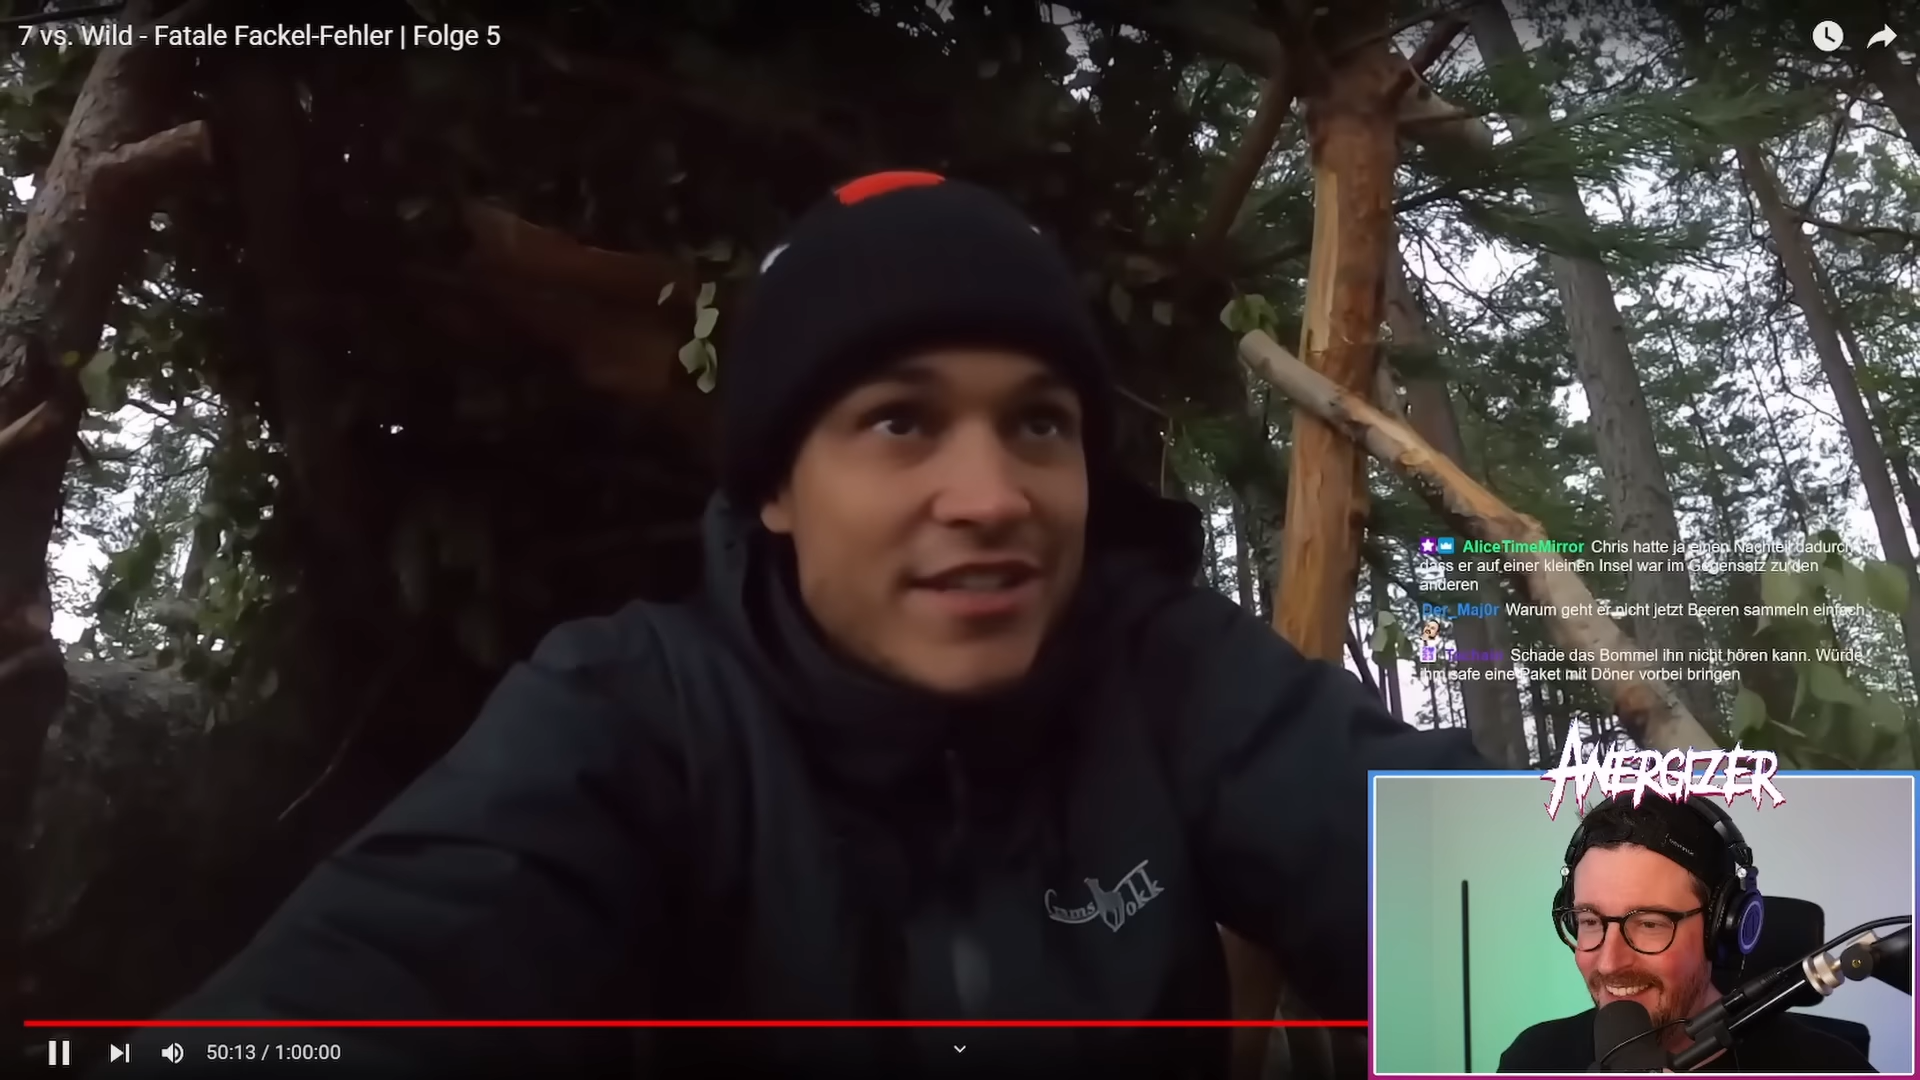 7 vs. Wild - Fatale Fackel-Fehler | Folge 5
AliceTimeMirror Chris hatte ja einen Nachteil dadurch
dass er auf einer kleinen Insel war im Gegensatz zu den
anderen
Der_Maj0r Warum geht er nicht jetzt Beeren sammeln einfach
Schade das Bommel ihn nicht hören kann. Würde
ihm safe eine Paket mit Döner vorbei bringen
ANERGIZER
50:13 / 1:00:00